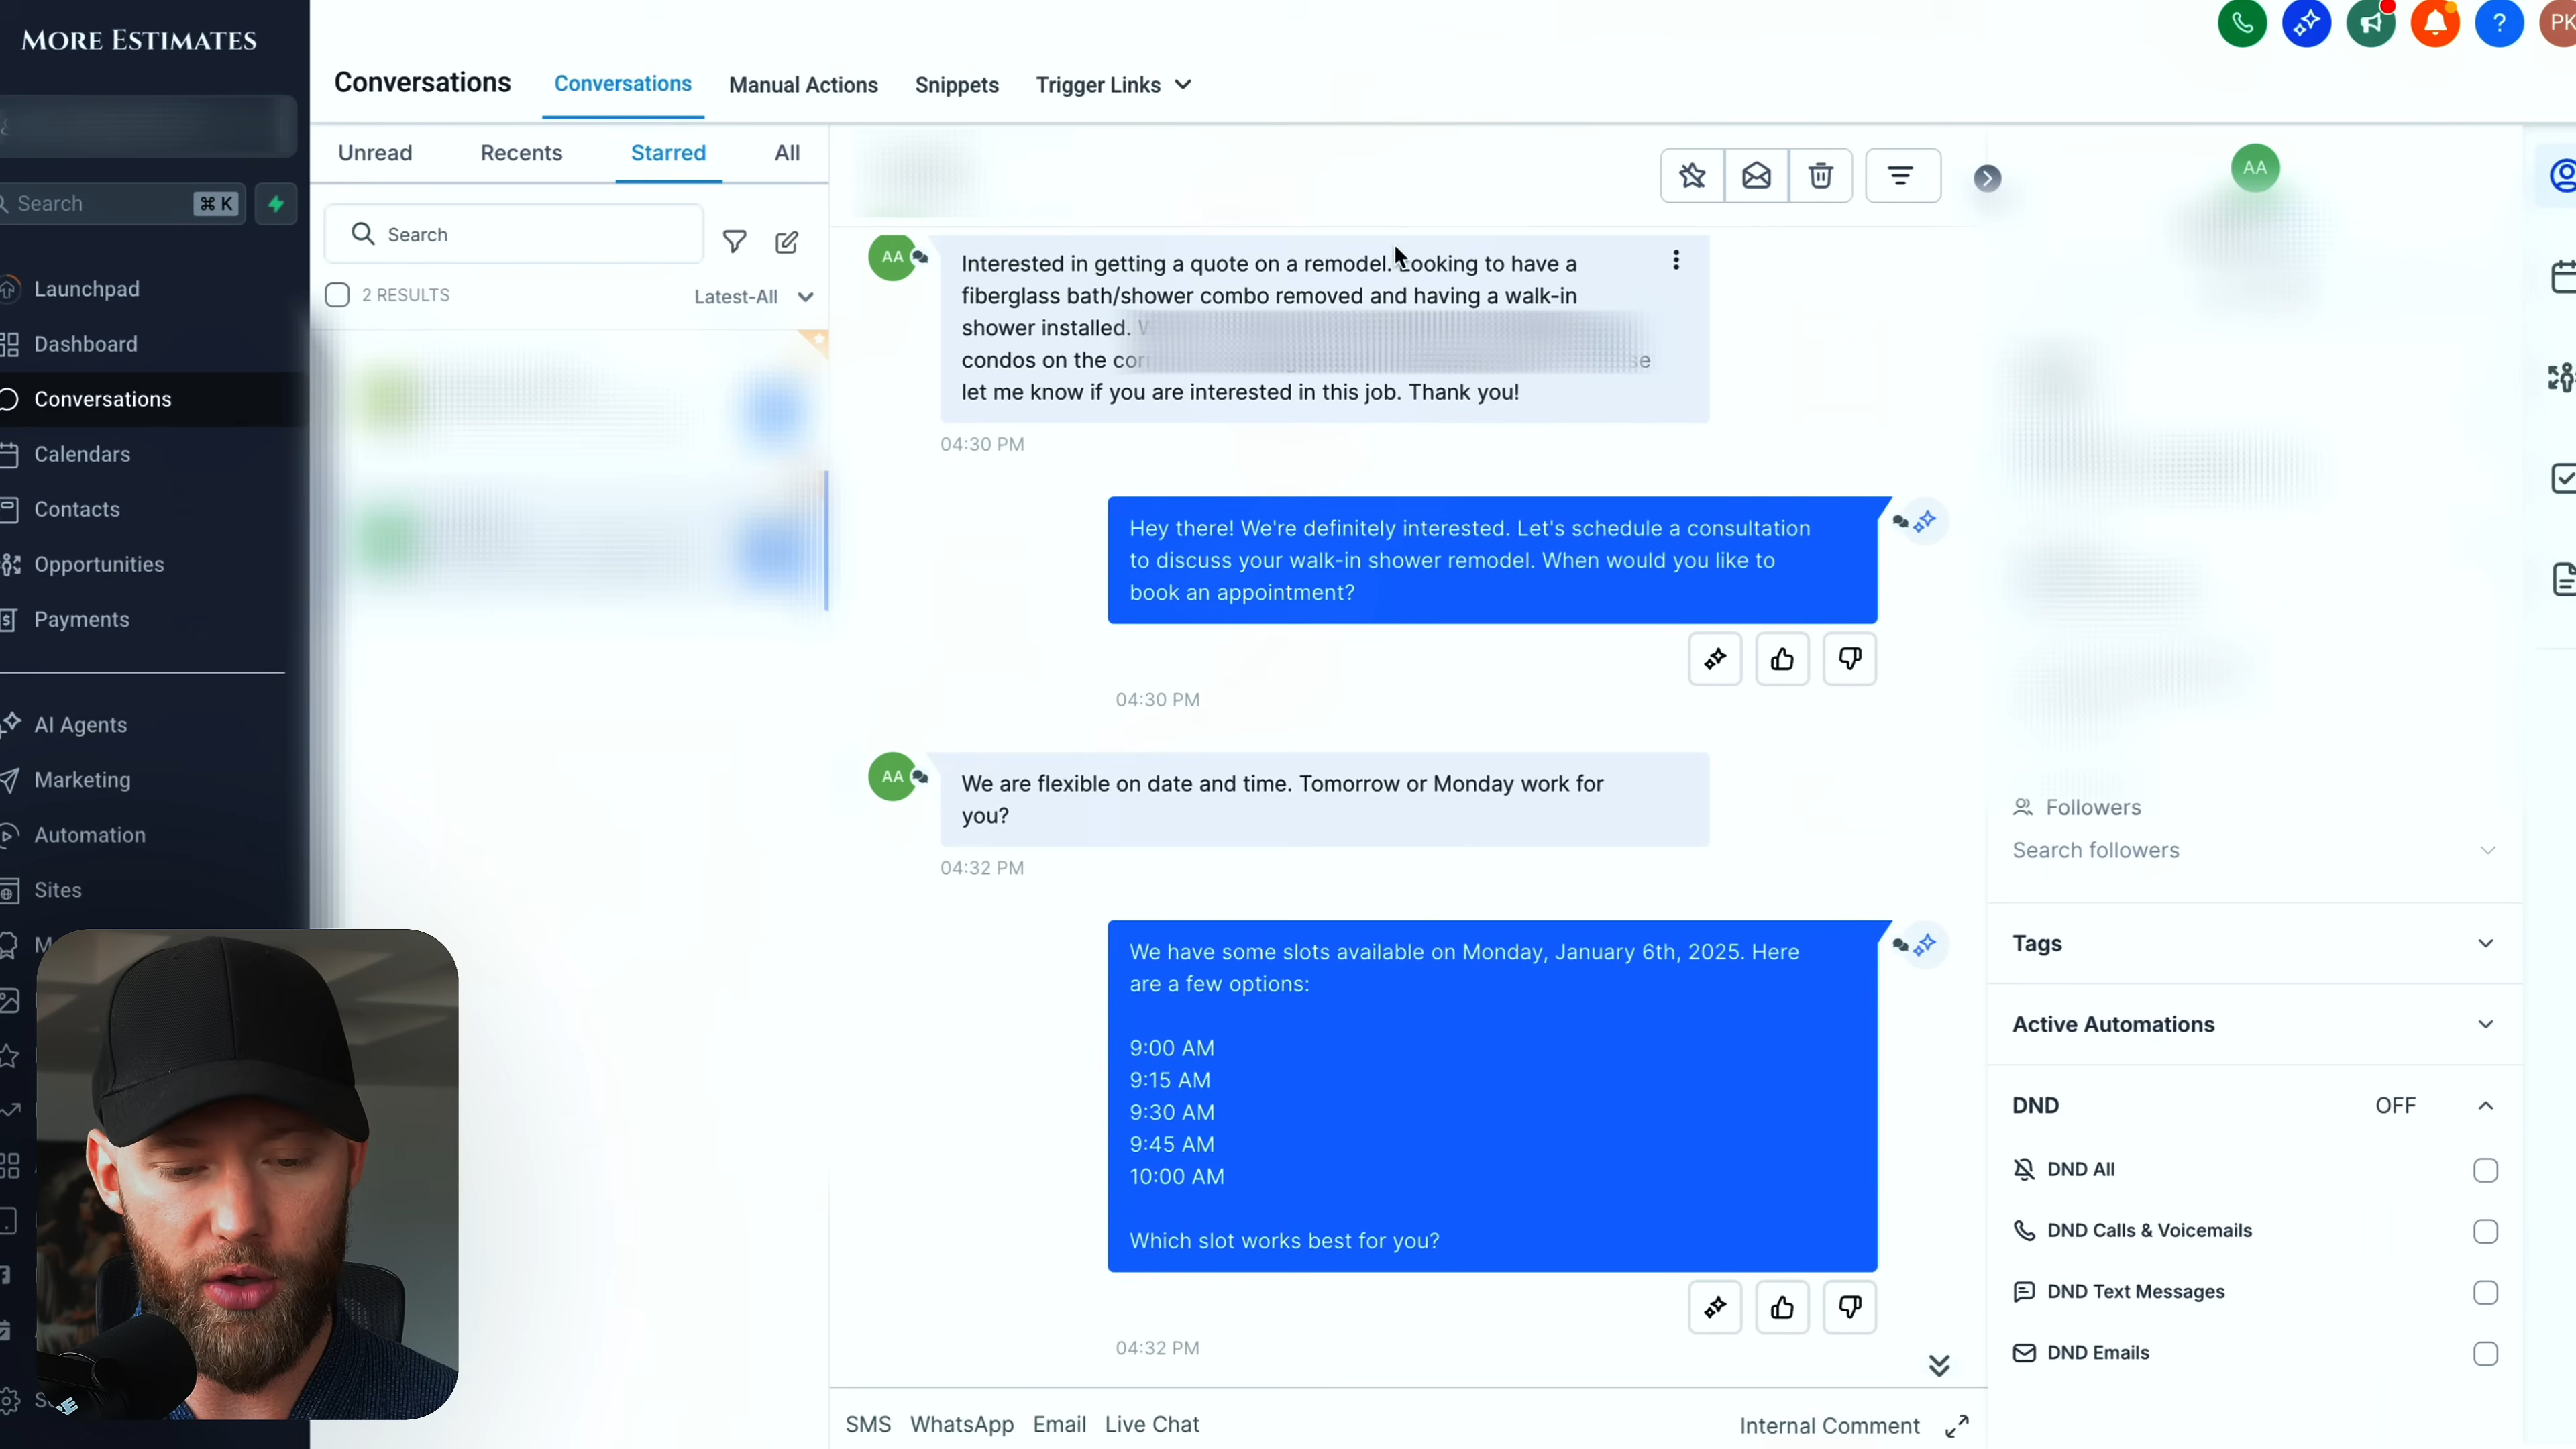 MORE ESTIMATES
Search ⌘ K
Launchpad
Dashboard
Conversations
Calendars
Contacts
Opportunities
Payments
AI Agents
Marketing
Automation
Sites
Conversations
Conversations
Manual Actions
Snippets
Trigger Links
Unread
Recents
Starred
All
Search
2 RESULTS
Latest-All
AA
Interested in getting a quote on a remodel. Looking to have a
fiberglass bath/shower combo removed and having a walk-in
shower installed.
condos on the
let me know if you are interested in this job. Thank you!
04:30 PM
Hey there! We're definitely interested. Let's schedule a consultation
to discuss your walk-in shower remodel. When would you like to
book an appointment?
04:30 PM
AA
We are flexible on date and time. Tomorrow or Monday work for
you?
04:32 PM
We have some slots available on Monday, January 6th, 2025. Here
are a few options:
9:00 AM
9:15 AM
9:30 AM
9:45 AM
10:00 AM
Which slot works best for you?
04:32 PM
SMS WhatsApp Email Live Chat
Internal Comment
?
PK
AA
Followers
Search followers
Tags
Active Automations
DND OFF
DND All
DND Calls & Voicemails
DND Text Messages
DND Emails